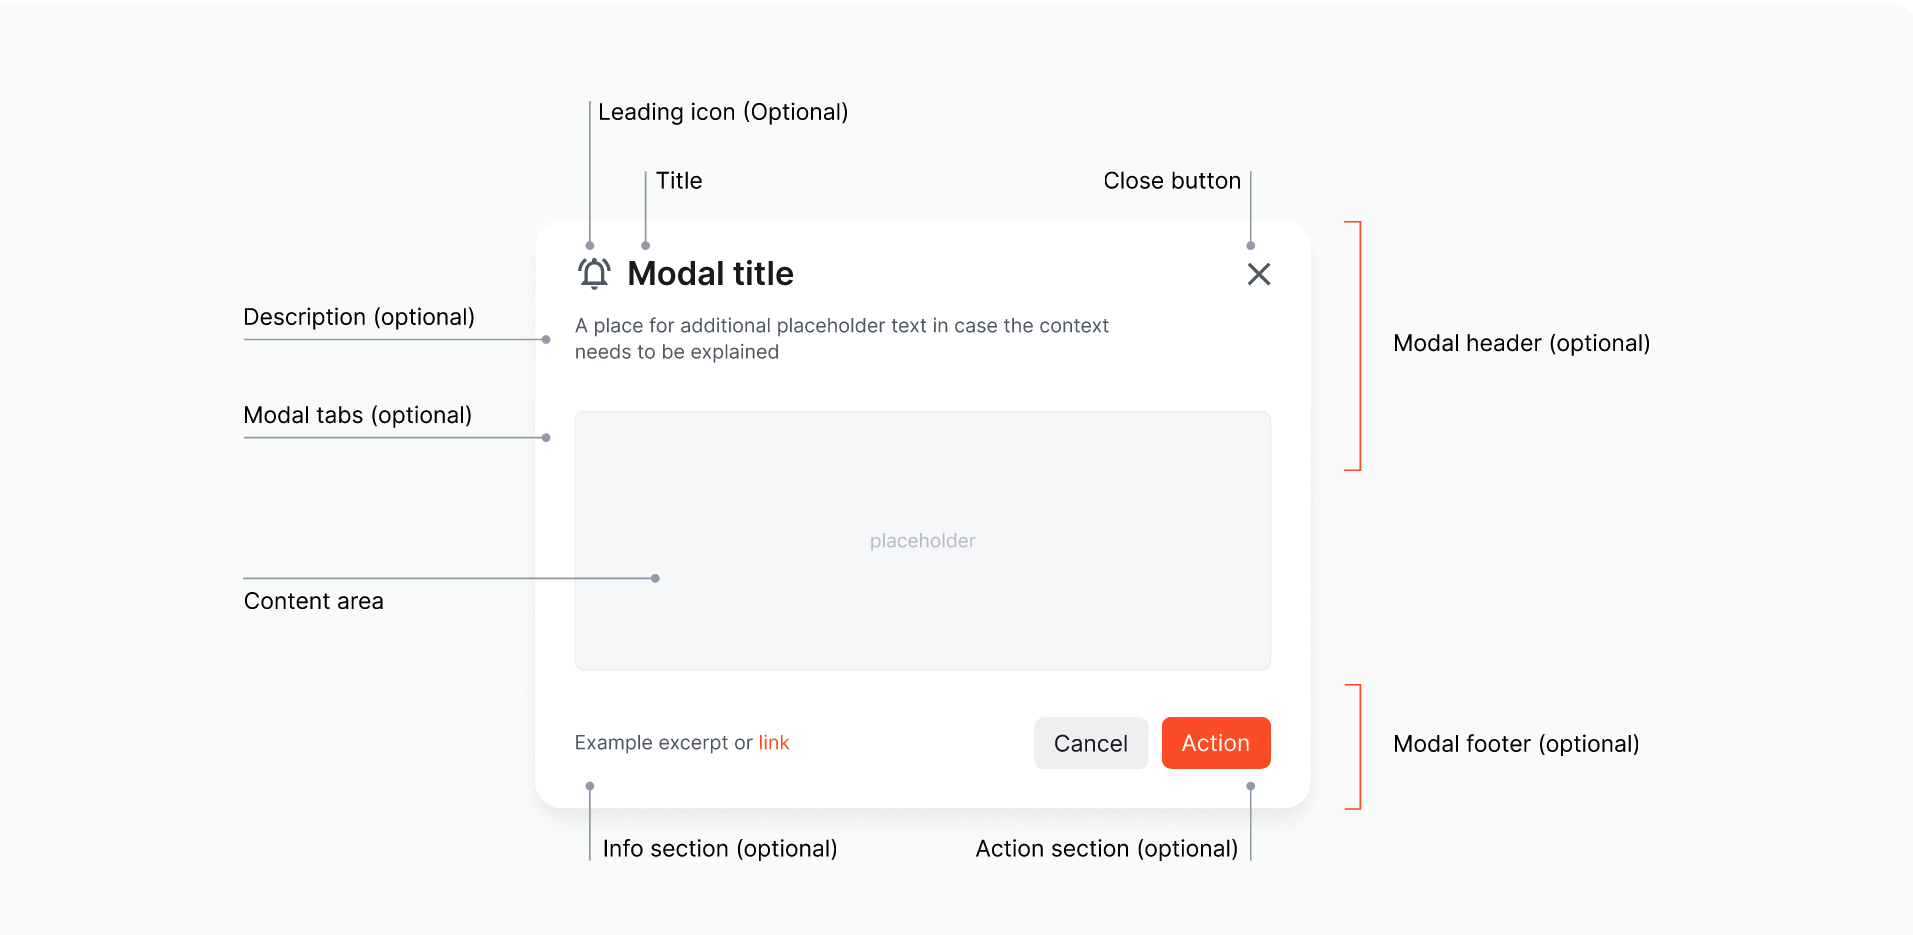 Leading icon (Optional)
Title
Close button
Modal title
Description (optional)
A place for additional placeholder text in case the context
needs to be explained
Modal header (optional)
Modal tabs (optional)
placeholder
Content area
Example excerpt or link
Cancel
Action
Modal footer (optional)
Info section (optional)
Action section (optional)